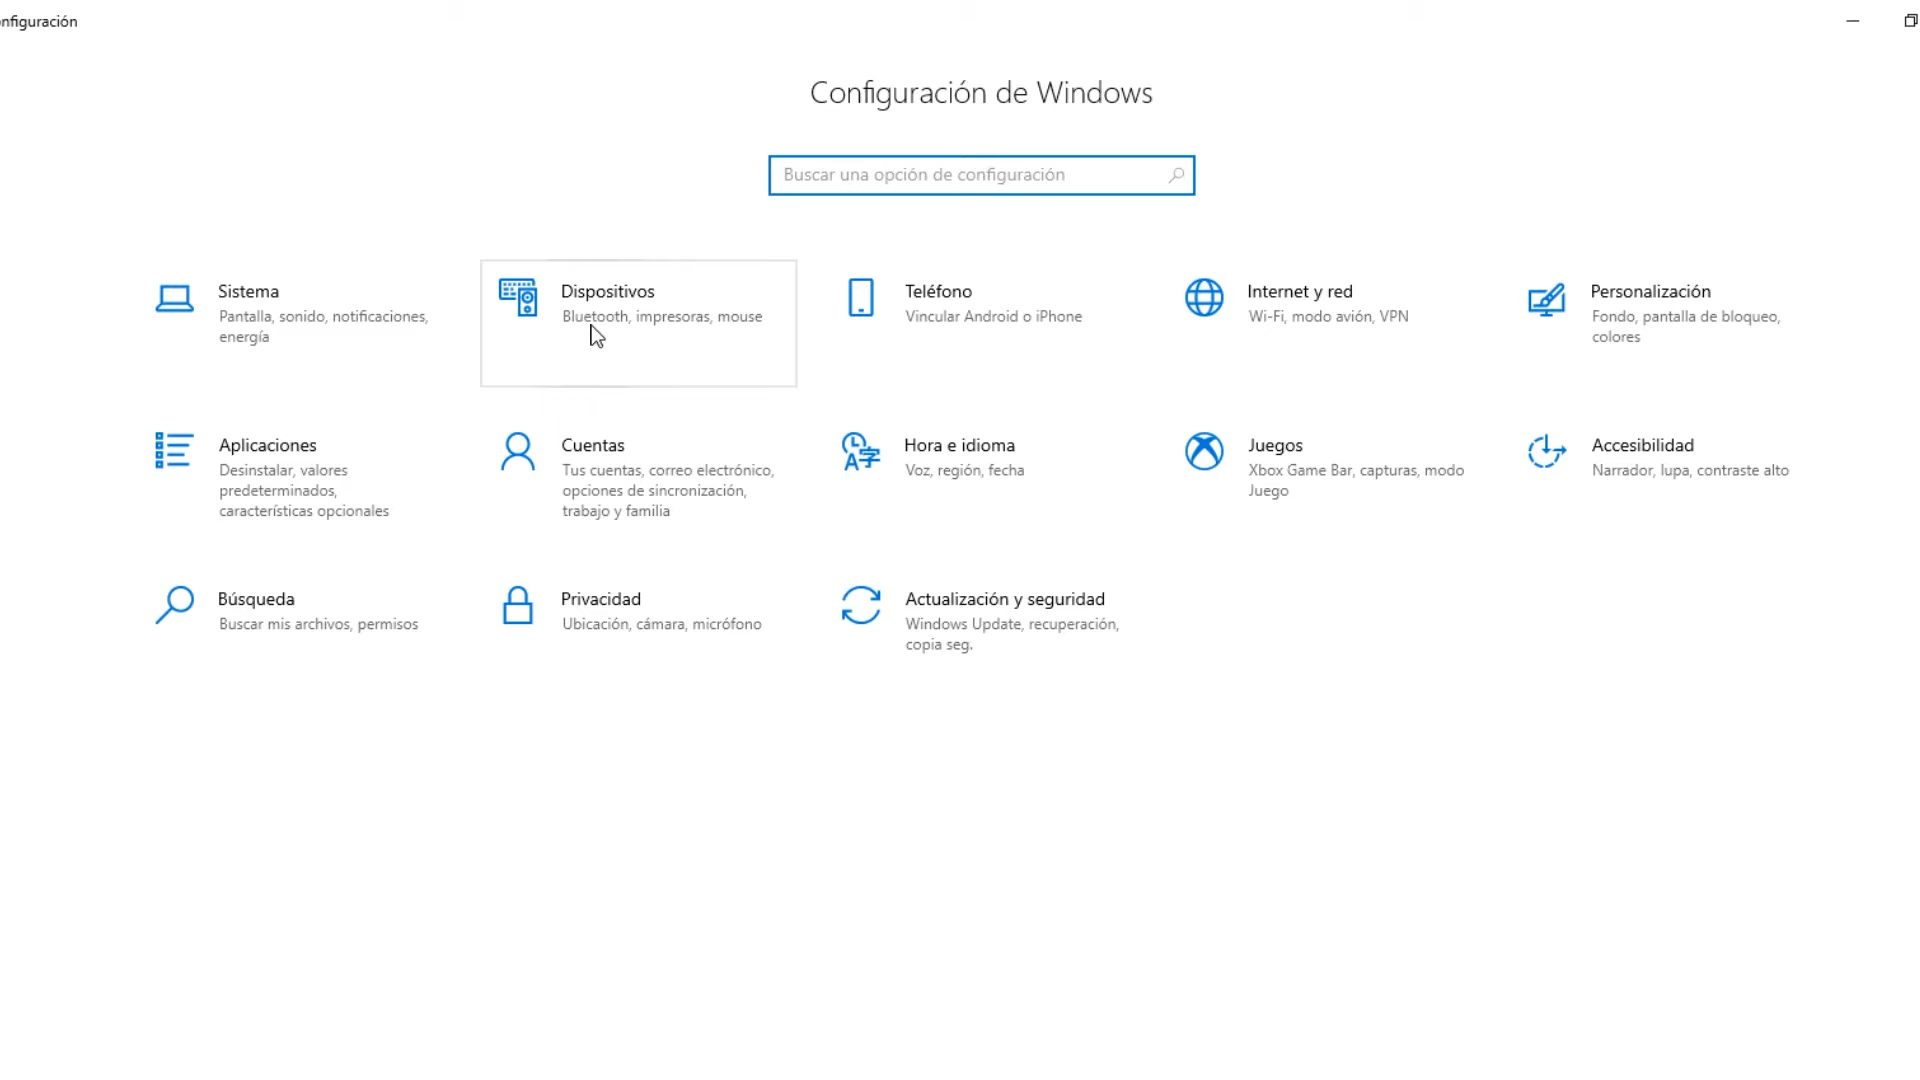 nfiguración
Configuración de Windows
Buscar una opción de configuración
Sistema
Pantalla, sonido, notificaciones,
energía
Dispositivos
Bluetooth, impresoras, mouse
Teléfono
Vincular Android o iPhone
Internet y red
Wi-Fi, modo avión, VPN
Personalización
Fondo, pantalla de bloqueo,
colores
Aplicaciones
Desinstalar, valores
predeterminados,
características opcionales
Cuentas
Tus cuentas, correo electrónico,
opciones de sincronización,
trabajo y familia
Hora e idioma
Voz, región, fecha
Juegos
Xbox Game Bar, capturas, modo
Juego
Accesibilidad
Narrador, lupa, contraste alto
Búsqueda
Buscar mis archivos, permisos
Privacidad
Ubicación, cámara, micrófono
Actualización y seguridad
Windows Update, recuperación,
copia seg.